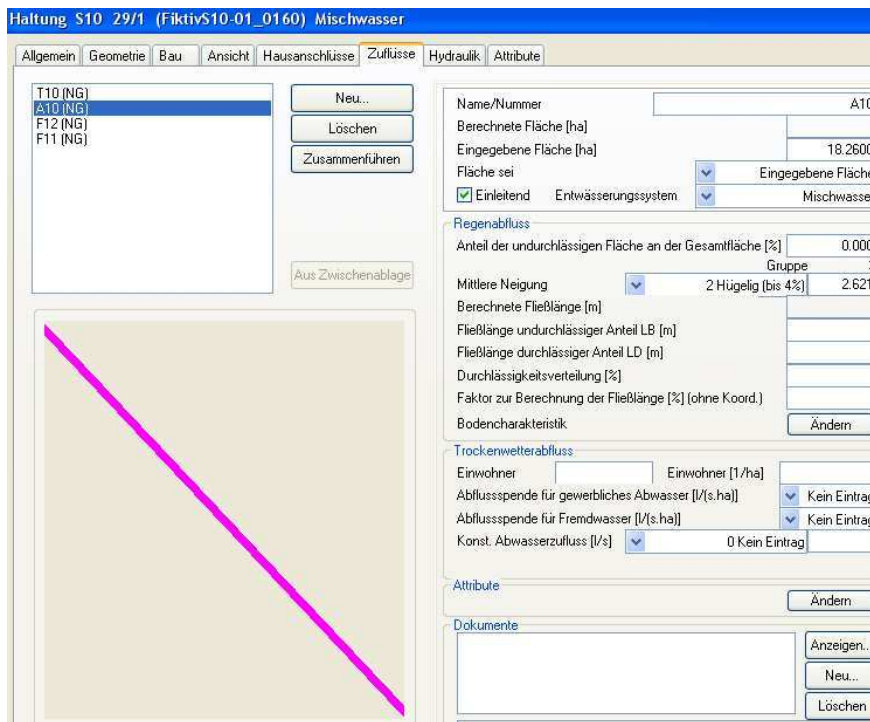 Haltung S10 29/1 (FiktivS10-01_0160) Mischwasser
Allgemein Geometrie Bau Ansicht Hausanschlüsse Zuflüsse Hydraulik Attribute
T10 (NG)
A10 (NG)
F12 (NG)
F11 (NG)
Neu...
Löschen
Zusammenführen
Aus Zwischenablage
Name/Nummer A10
Berechnete Fläche [ha]
Eingegebene Fläche [ha] 18.2600
Fläche sei Eingegebene Fläche
Einleitend Entwässerungssystem Mischwasse
Regenabfluss
Anteil der undurchlässigen Fläche an der Gesamtfläche [%] 0.000
Gruppe
Mittlere Neigung 2 Hügelig (bis 4%) 2.621
Berechnete Fließlänge [m]
Fließlänge undurchlässiger Anteil LB [m]
Fließlänge durchlässiger Anteil LD [m]
Durchlässigkeitsverteilung [%]
Faktor zur Berechnung der Fließlänge [%] (ohne Koord.)
Bodencharakteristik Ändern
Trockenwetterabfluss
Einwohner Einwohner [1/ha]
Abflussspende für gewerbliches Abwasser [l/(s.ha)] Kein Eintrag
Abflussspende für Fremdwasser [l/(s.ha)] Kein Eintrag
Konst. Abwasserzufluss [l/s] 0 Kein Eintrag
Attribute
Ändern
Dokumente
Anzeigen..
Neu...
Löschen